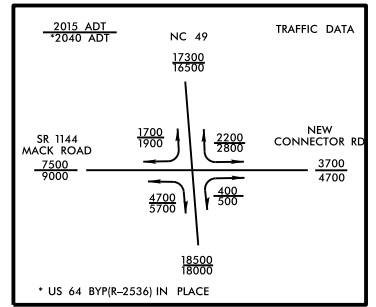 2015 ADT
*2040 ADT
NC 49
TRAFFIC DATA
17300
16500
SR 1144
MACK ROAD
7500
9000
1700
1900
2200
2800
NEW
CONNECTOR RD
3700
4700
4700
5700
400
500
18500
18000
* US 64 BYP(R-2536) IN PLACE